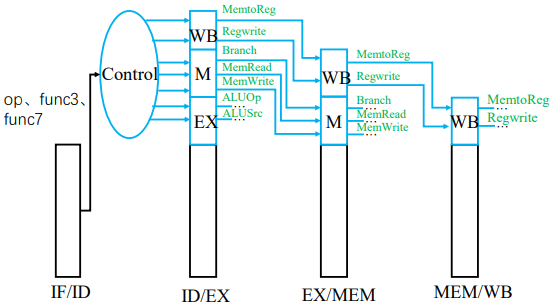 MemtoReg
WB
Regwrite
Branch
Control
M
MemRead
MemWrite
ALUOp
...
EX
ALUSrc
...
op、func3、
func7
MemtoReg
WB
Regwrite
Branch
...
M
MemRead
...
MemWrite
...
MemtoReg
...
WB
Regwrite
...
IF/ID
ID/EX
EX/MEM
MEM/WB